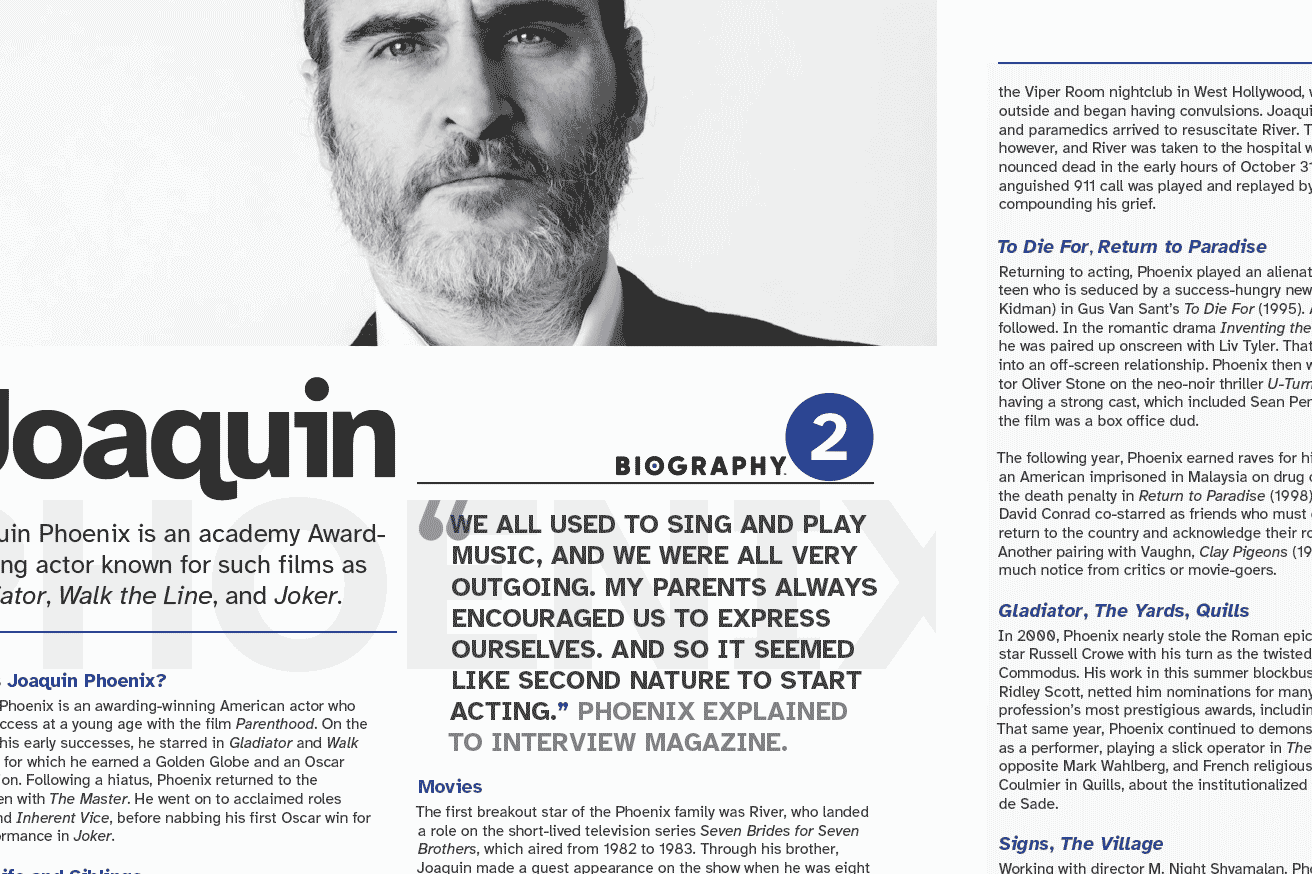 Joaquin
PHOENIX
quin Phoenix is an academy Award-
ng actor known for such films as
iator, Walk the Line, and Joker.
Joaquin Phoenix?
Phoenix is an awarding-winning American actor who
ccess at a young age with the film Parenthood. On the
his early successes, he starred in Gladiator and Walk
for which he earned a Golden Globe and an Oscar
on. Following a hiatus, Phoenix returned to the
en with The Master. He went on to acclaimed roles
nd Inherent Vice, before nabbing his first Oscar win for
ormance in Joker.
BIOGRAPHY.
2
“WE ALL USED TO SING AND PLAY
MUSIC, AND WE WERE ALL VERY
OUTGOING. MY PARENTS ALWAYS
ENCOURAGED US TO EXPRESS
OURSELVES. AND SO IT SEEMED
LIKE SECOND NATURE TO START
ACTING.” PHOENIX EXPLAINED
TO INTERVIEW MAGAZINE.
Movies
The first breakout star of the Phoenix family was River, who landed
a role on the short-lived television series Seven Brides for Seven
Brothers, which aired from 1982 to 1983. Through his brother,
Joaquin made a guest appearance on the show when he was eight
the Viper Room nightclub in West Hollywood, w
outside and began having convulsions. Joaqui
and paramedics arrived to resuscitate River. T
however, and River was taken to the hospital w
nounced dead in the early hours of October 31
anguished 911 call was played and replayed by
compounding his grief.
To Die For, Return to Paradise
Returning to acting, Phoenix played an alienat
teen who is seduced by a success-hungry new
Kidman) in Gus Van Sant’s To Die For (1995). A
followed. In the romantic drama Inventing the
he was paired up onscreen with Liv Tyler. That
into an off-screen relationship. Phoenix then w
tor Oliver Stone on the neo-noir thriller U-Turn
having a strong cast, which included Sean Pen
the film was a box office dud.
The following year, Phoenix earned raves for hi
an American imprisoned in Malaysia on drug c
the death penalty in Return to Paradise (1998)
David Conrad co-starred as friends who must
return to the country and acknowledge their ro
Another pairing with Vaughn, Clay Pigeons (19
much notice from critics or movie-goers.
Gladiator, The Yards, Quills
In 2000, Phoenix nearly stole the Roman epic
star Russell Crowe with his turn as the twisted
Commodus. His work in this summer blockbus
Ridley Scott, netted him nominations for many
profession’s most prestigious awards, includin
That same year, Phoenix continued to demons
as a performer, playing a slick operator in The
opposite Mark Wahlberg, and French religious
Coulmier in Quills, about the institutionalized
de Sade.
Signs, The Village
Working with director M. Night Shyamalan, Pho